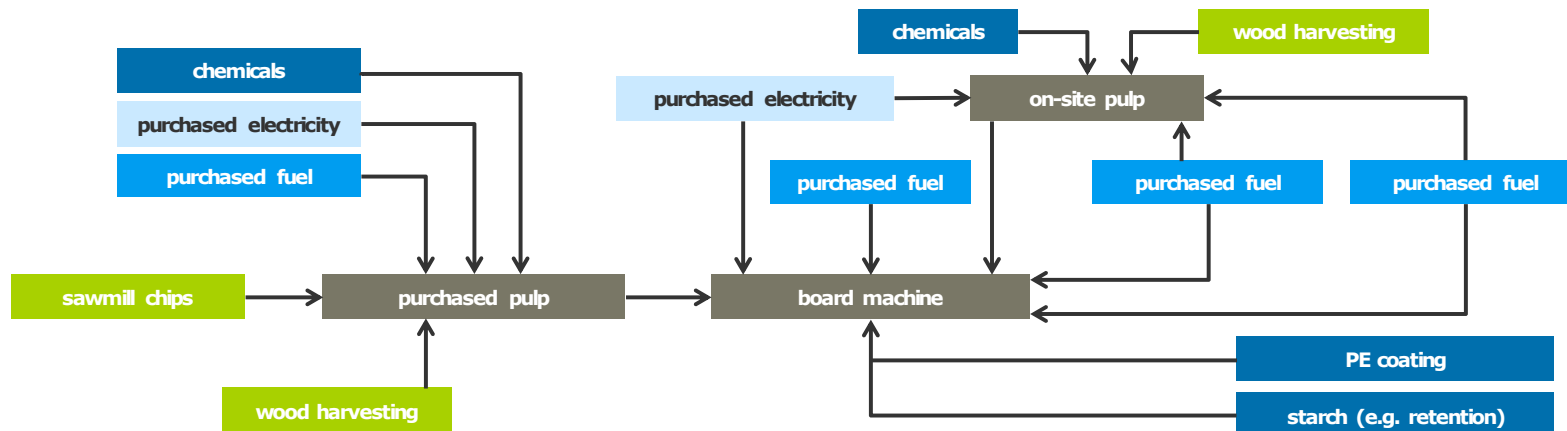 chemicals
wood harvesting
chemicals
purchased electricity
on-site pulp
purchased electricity
purchased fuel
purchased fuel
purchased fuel
purchased fuel
sawmill chips
purchased pulp
board machine
PE coating
wood harvesting
starch (e.g. retention)